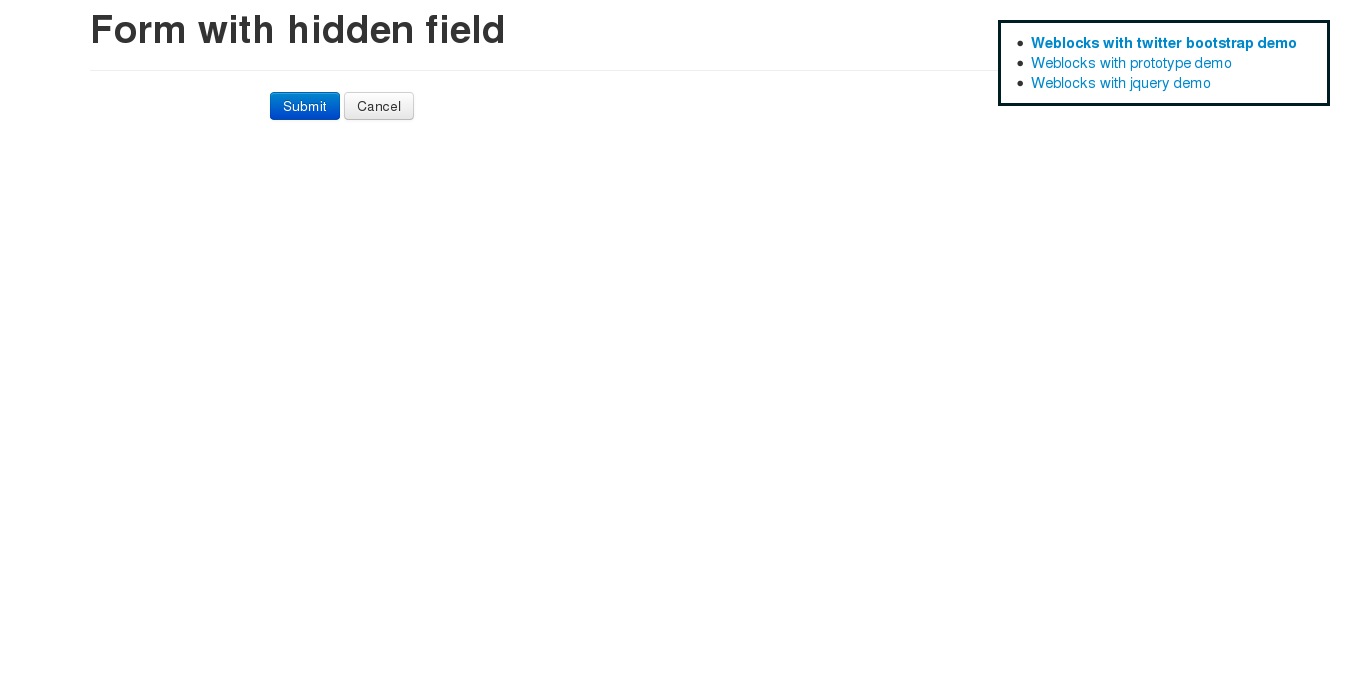 Form with hidden field
Weblocks with twitter bootstrap demo
Weblocks with prototype demo
Weblocks with jquery demo
Submit Cancel